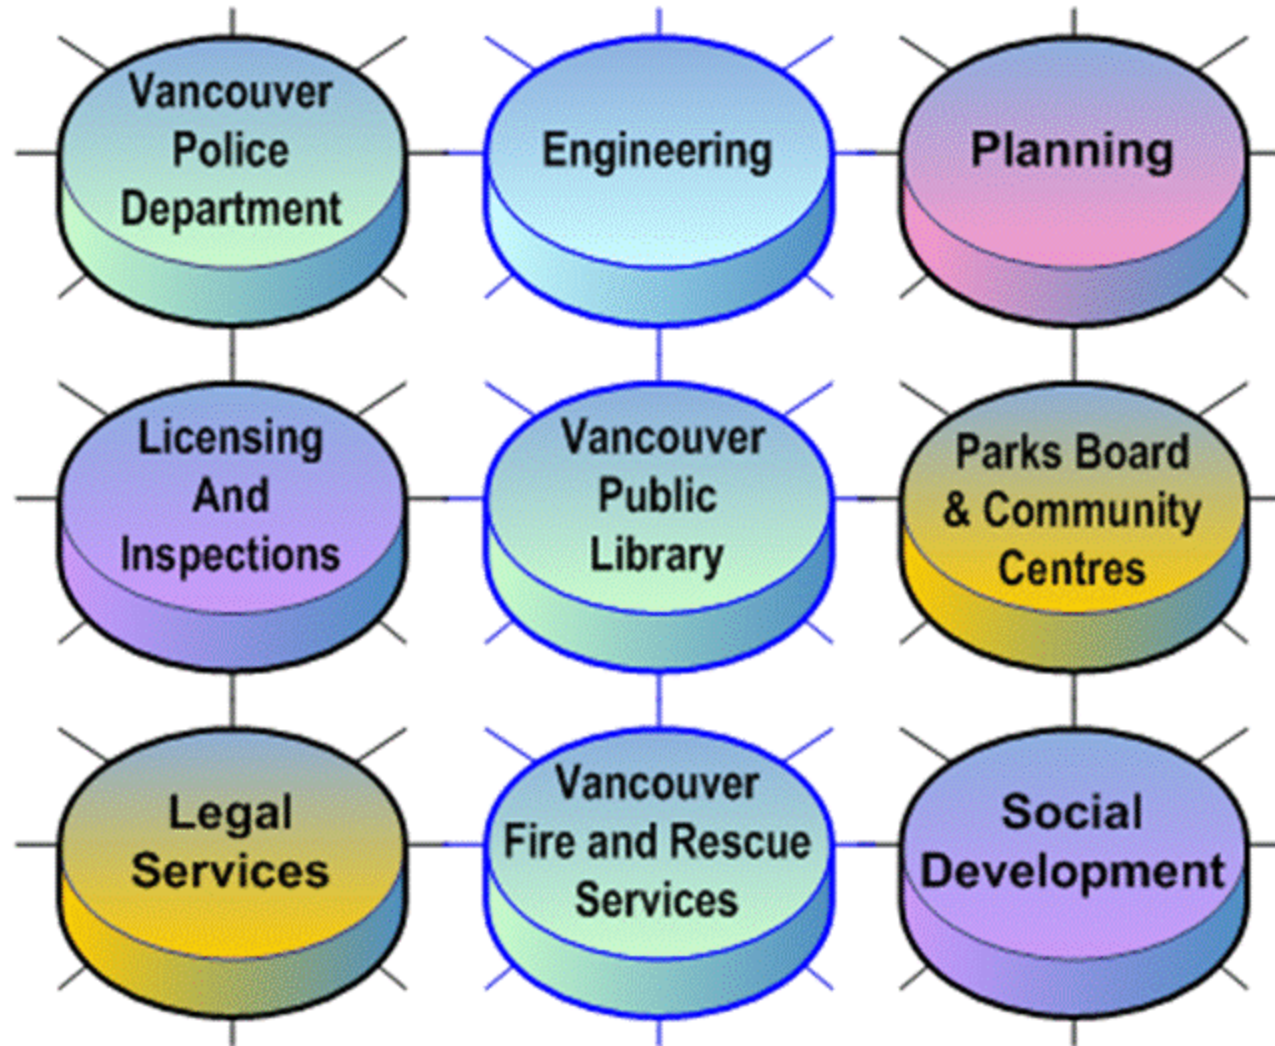 Vancouver
Police
Department
Engineering
Planning
Licensing
And
Inspections
Vancouver
Public
Library
Parks Board
& Community
Centres
Legal
Services
Vancouver
Fire and Rescue
Services
Social
Development